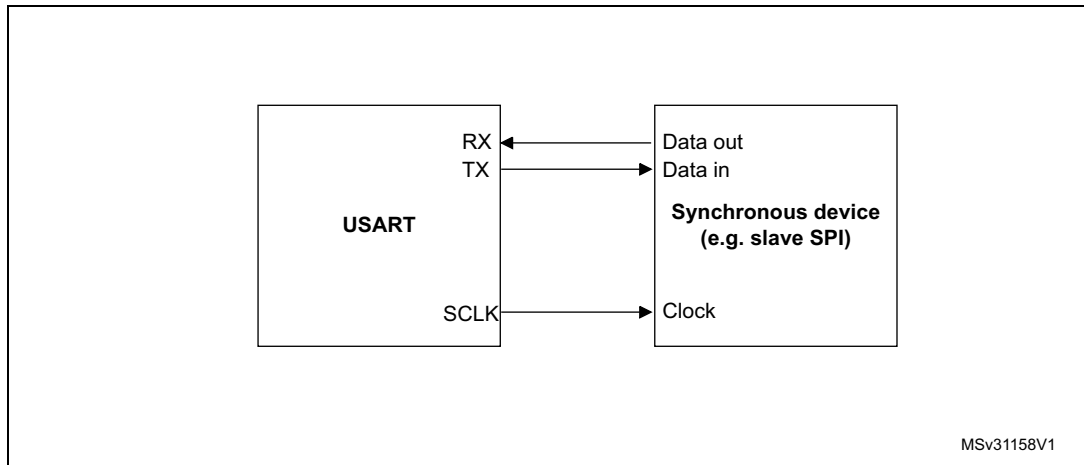 RX
TX
USART
SCLK
Data out
Data in
Synchronous device
(e.g. slave SPI)
Clock
MSv31158V1